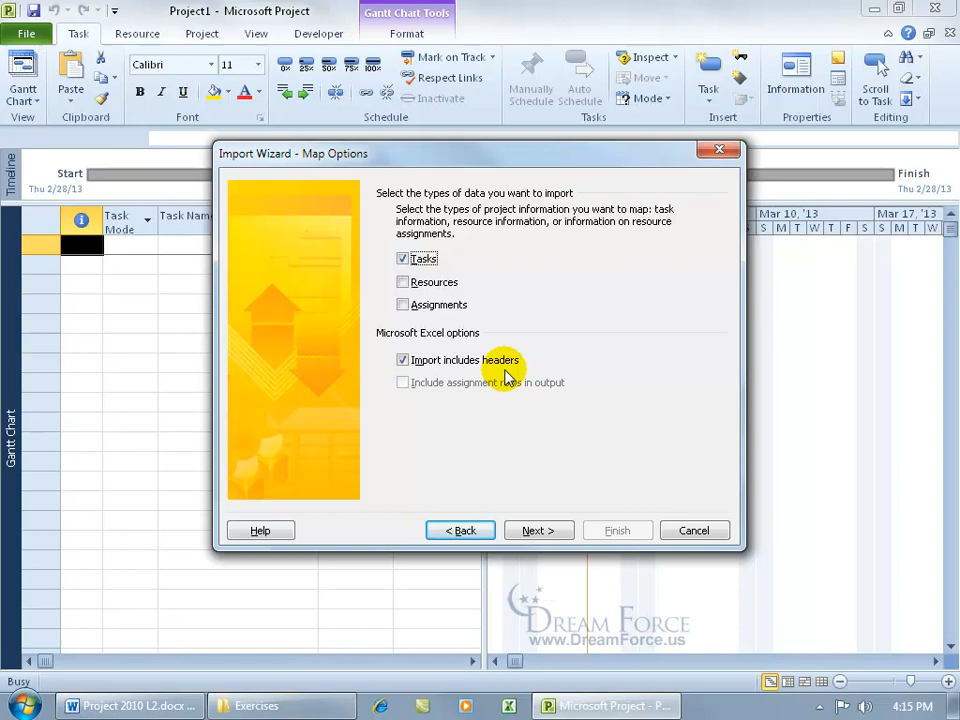 Project1 - Microsoft Project
Gantt Chart Tools
File Task Resource Project View Developer Format
Gantt Chart
View
Paste
Clipboard
Calibri 11
B I U A
Font
0% 25% 50% 75% 100%
Mark on Track
Respect Links
Inactivate
Schedule
Manually Schedule
Auto Schedule
Inspect
Move
Mode
Tasks
Task
Insert
Information
Properties
Scroll to Task
Editing
Timeline
Start
Thu 2/28/13
Finish
Thu 2/28/13
Task Mode
Task Name
Mar 10, '13 Mar 17, '13
S M T W T F S S M T W T
Gantt Chart
Import Wizard - Map Options
Select the types of data you want to import
Select the types of project information you want to map: task
information, resource information, or information on resource
assignments.
Tasks
Resources
Assignments
Microsoft Excel options
Import includes headers
Include assignment rows in output
Help < Back Next > Finish Cancel
DREAM FORCE
www.DreamForce.us
Busy
Project 2010 L2.docx ... Exercises Microsoft Project - P... 4:15 PM